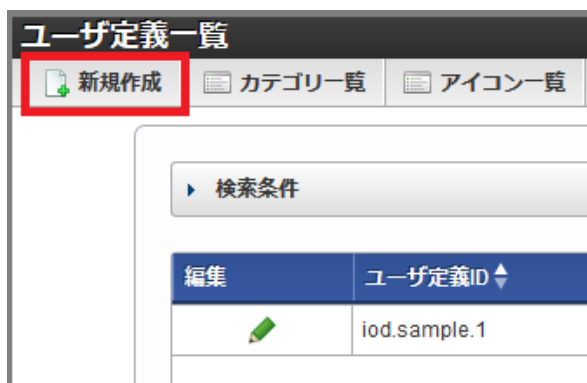 ユーザ定義一覧
新規作成 カテゴリ一覧 アイコン一覧
検索条件
編集 ユーザ定義ID
iod.sample.1